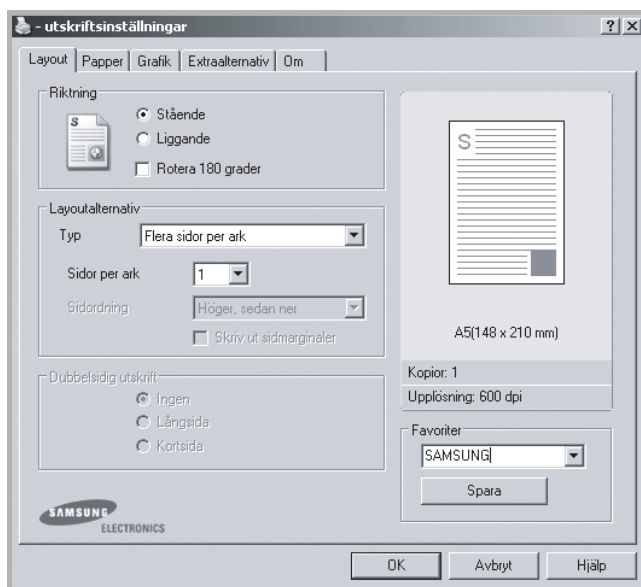 - utskriftsinställningar
Layout Papper Grafik Extraalternativ Om
Riktning
S
Stående
Liggande
Rotera 180 grader
Layoutalternativ
Typ Flera sidor per ark
Sidor per ark 1
Sidordning Höger, sedan ner
Skriv ut sidmarginaler
Dubbelsidig utskrift
Ingen
Långsida
Kortsida
SAMSUNG
ELECTRONICS
S
A5(148 x 210 mm)
Kopior: 1
Upplösning: 600 dpi
Favoriter
SAMSUNG
Spara
OK Avbryt Hjälp